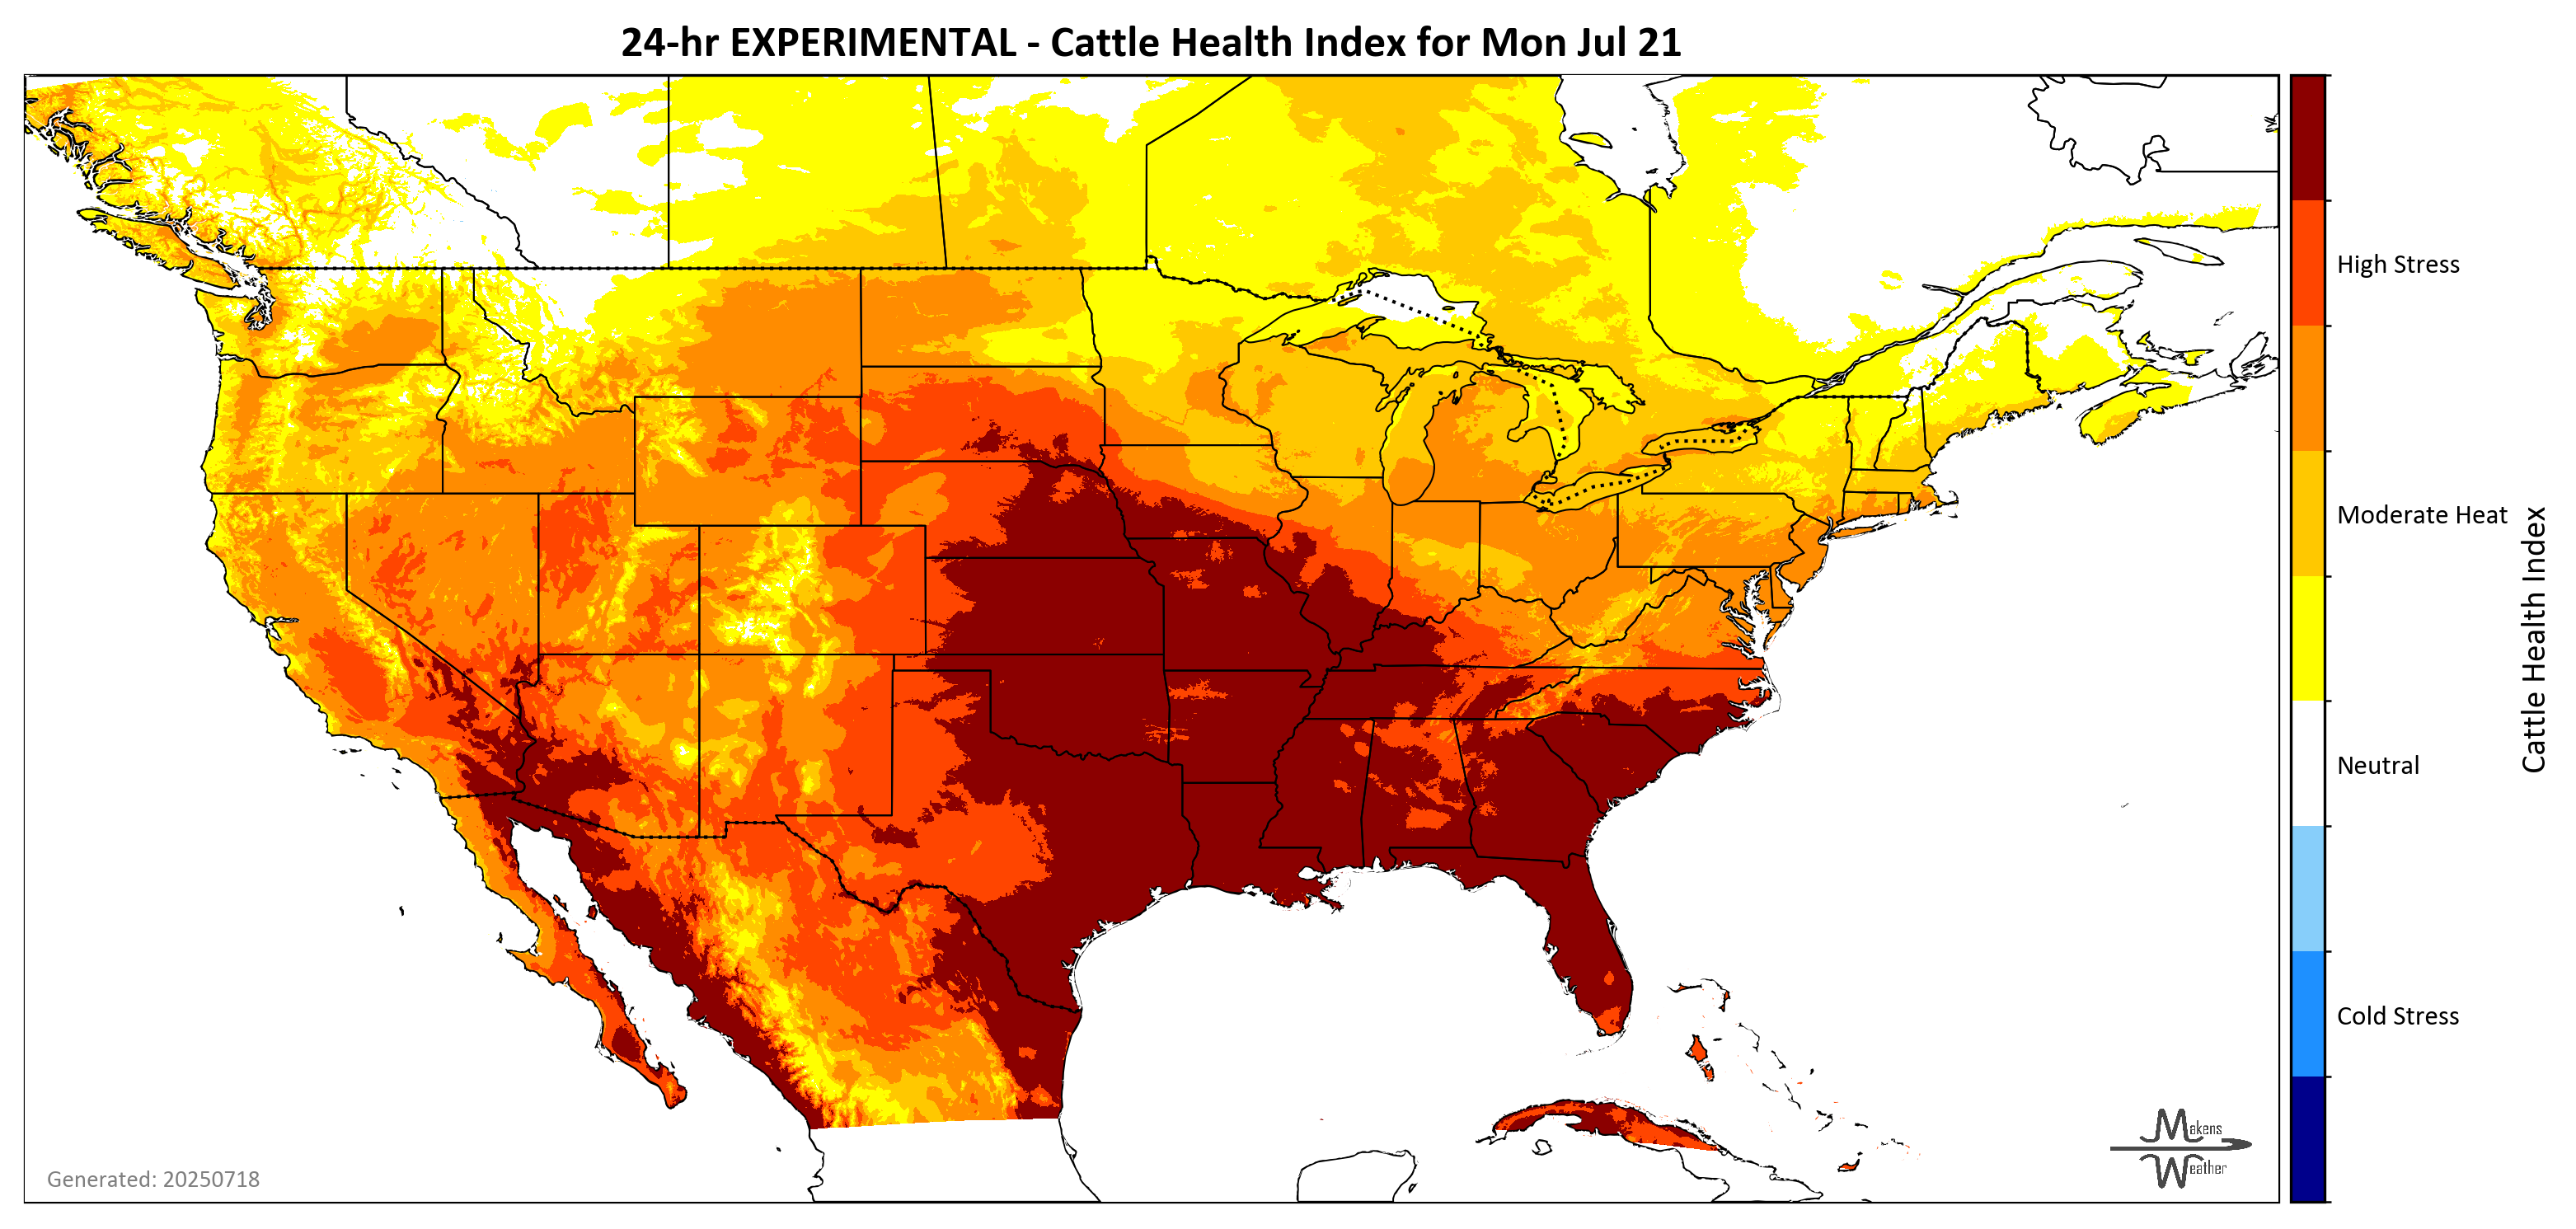 24-hr EXPERIMENTAL - Cattle Health Index for Mon Jul 21
High Stress
Moderate Heat
Neutral
Cold Stress
Cattle Health Index
Generated: 20250718
Makens
Weather